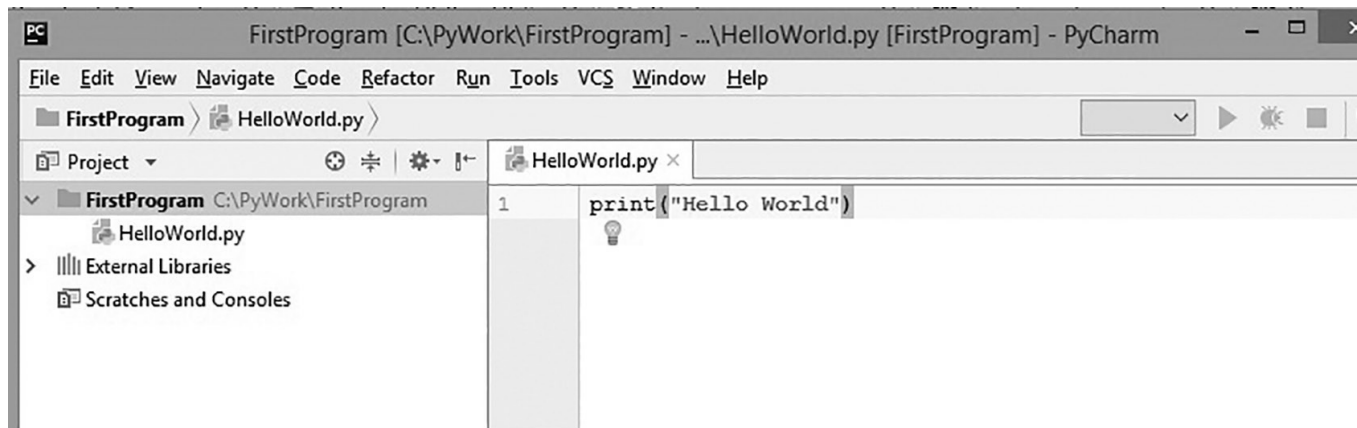 PC FirstProgram [C:\PyWork\FirstProgram] - ...\HelloWorld.py [FirstProgram] - PyCharm
File Edit View Navigate Code Refactor Run Tools VCS Window Help
FirstProgram HelloWorld.py
Project HelloWorld.py
FirstProgram C:\PyWork\FirstProgram 1 print("Hello World")
HelloWorld.py
External Libraries
Scratches and Consoles